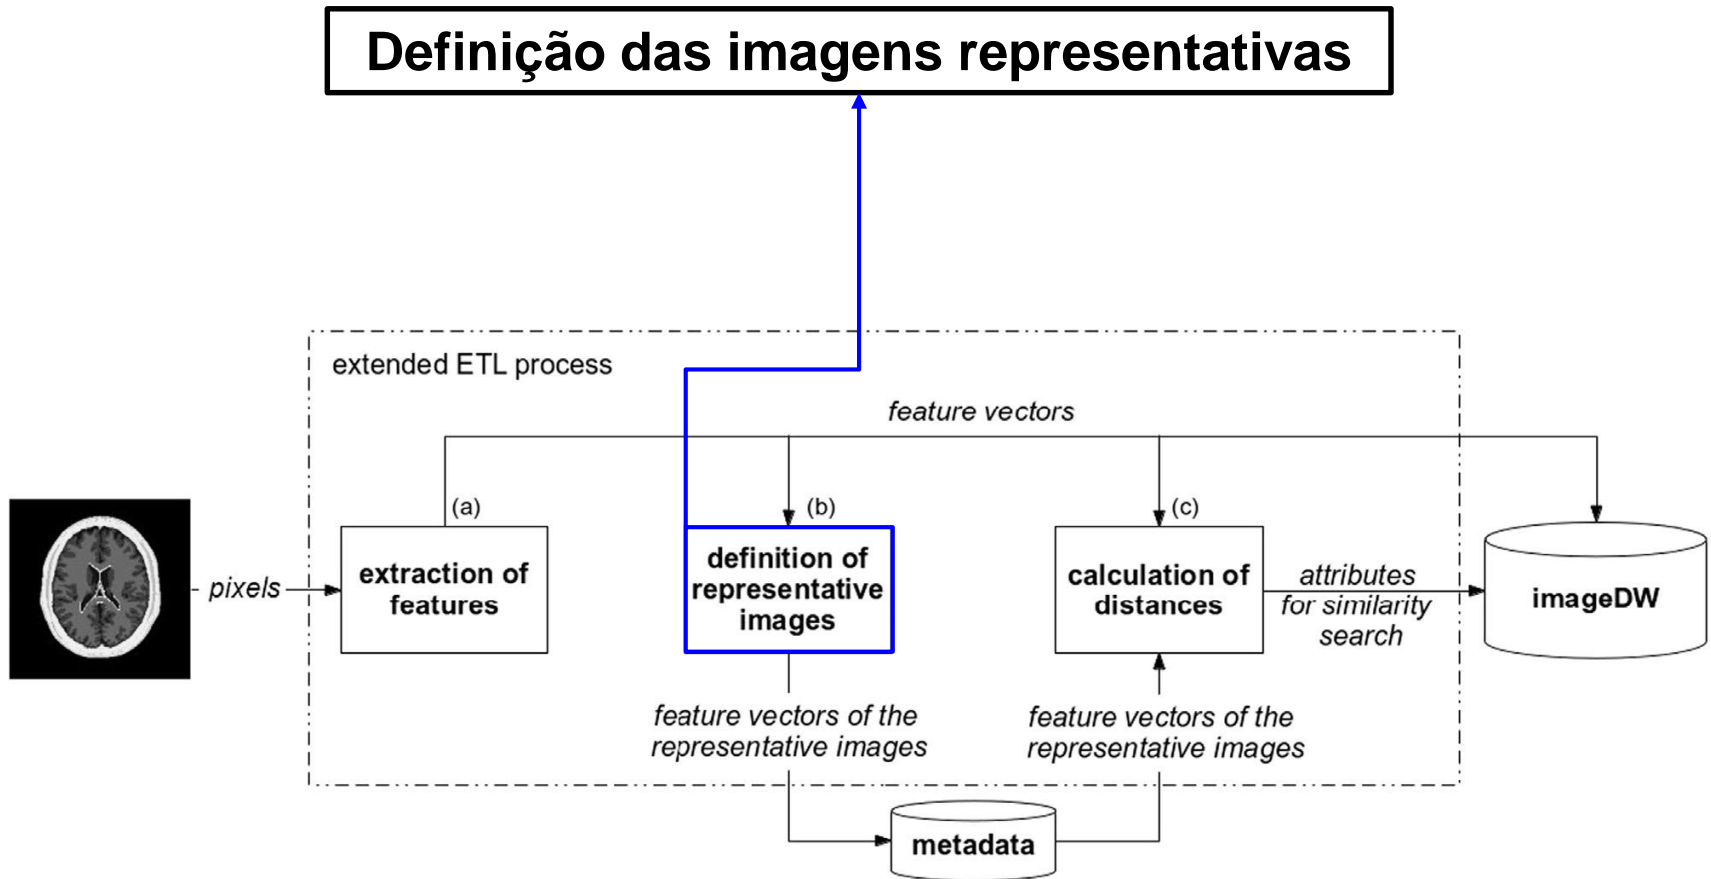 Definição das imagens representativas
extended ETL process
feature vectors
(a)
(b)
(c)
pixels
extraction of
features
definition of
representative
images
calculation of
distances
attributes
for similarity
search
imageDW
feature vectors of the
representative images
feature vectors of the
representative images
metadata